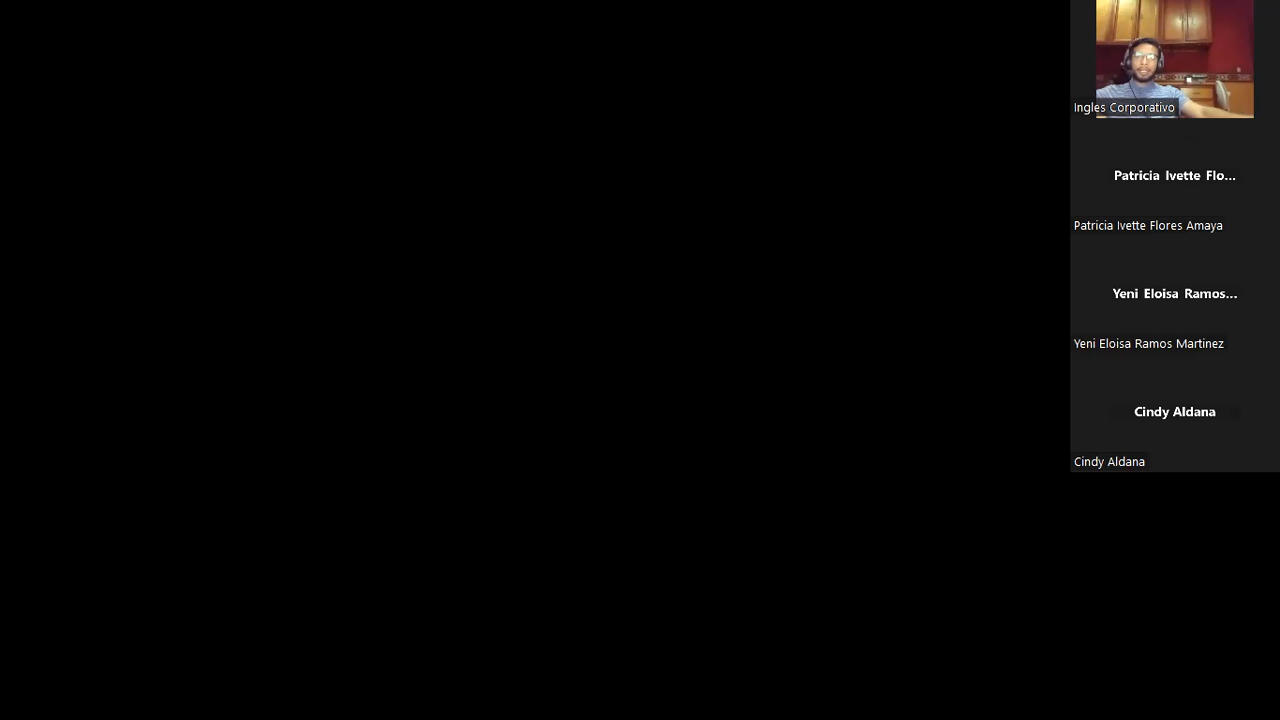 Ingles Corporativo
Patricia Ivette Flo...
Patricia Ivette Flores Amaya
Yeni Eloisa Ramos...
Yeni Eloisa Ramos Martinez
Cindy Aldana
Cindy Aldana